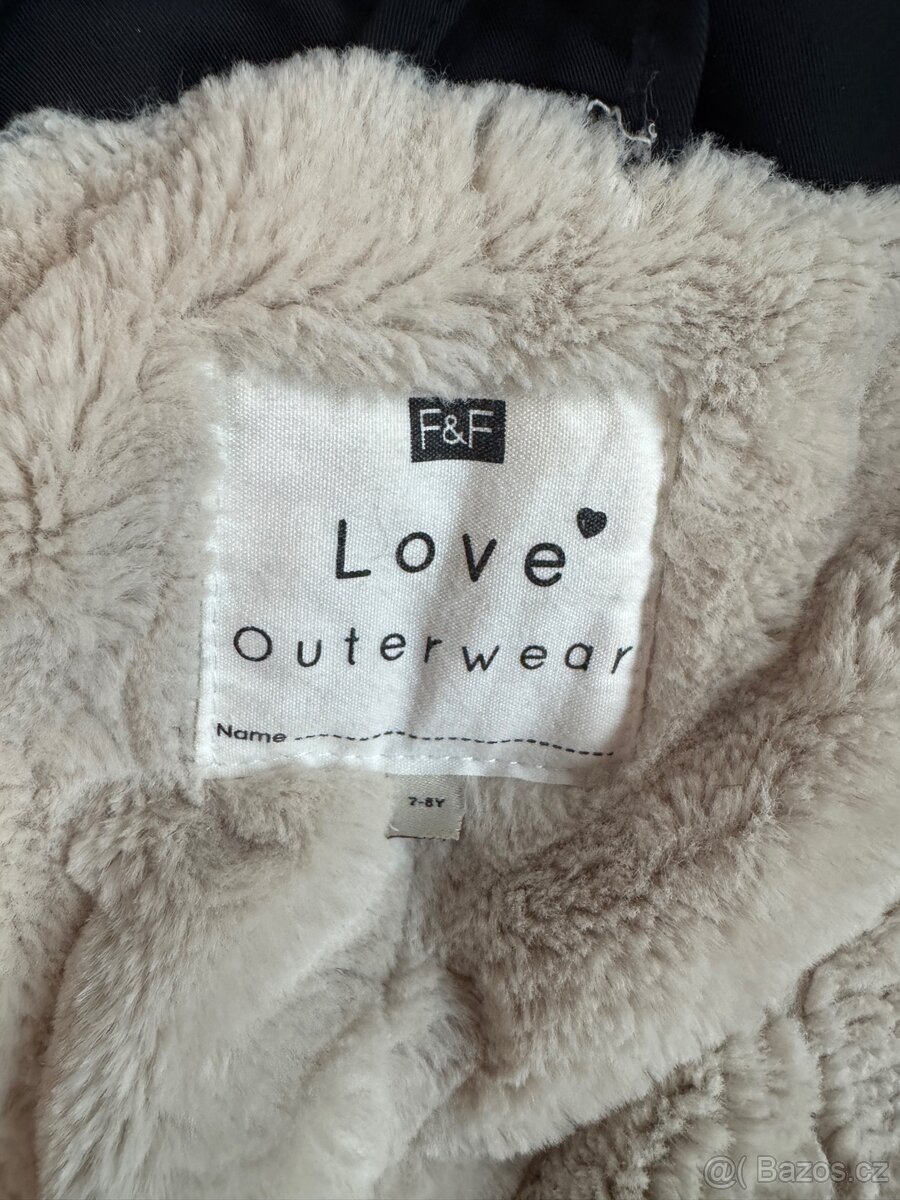 F&F
Love
Outerwear
Name
7-8Y
@( Bazos.cz